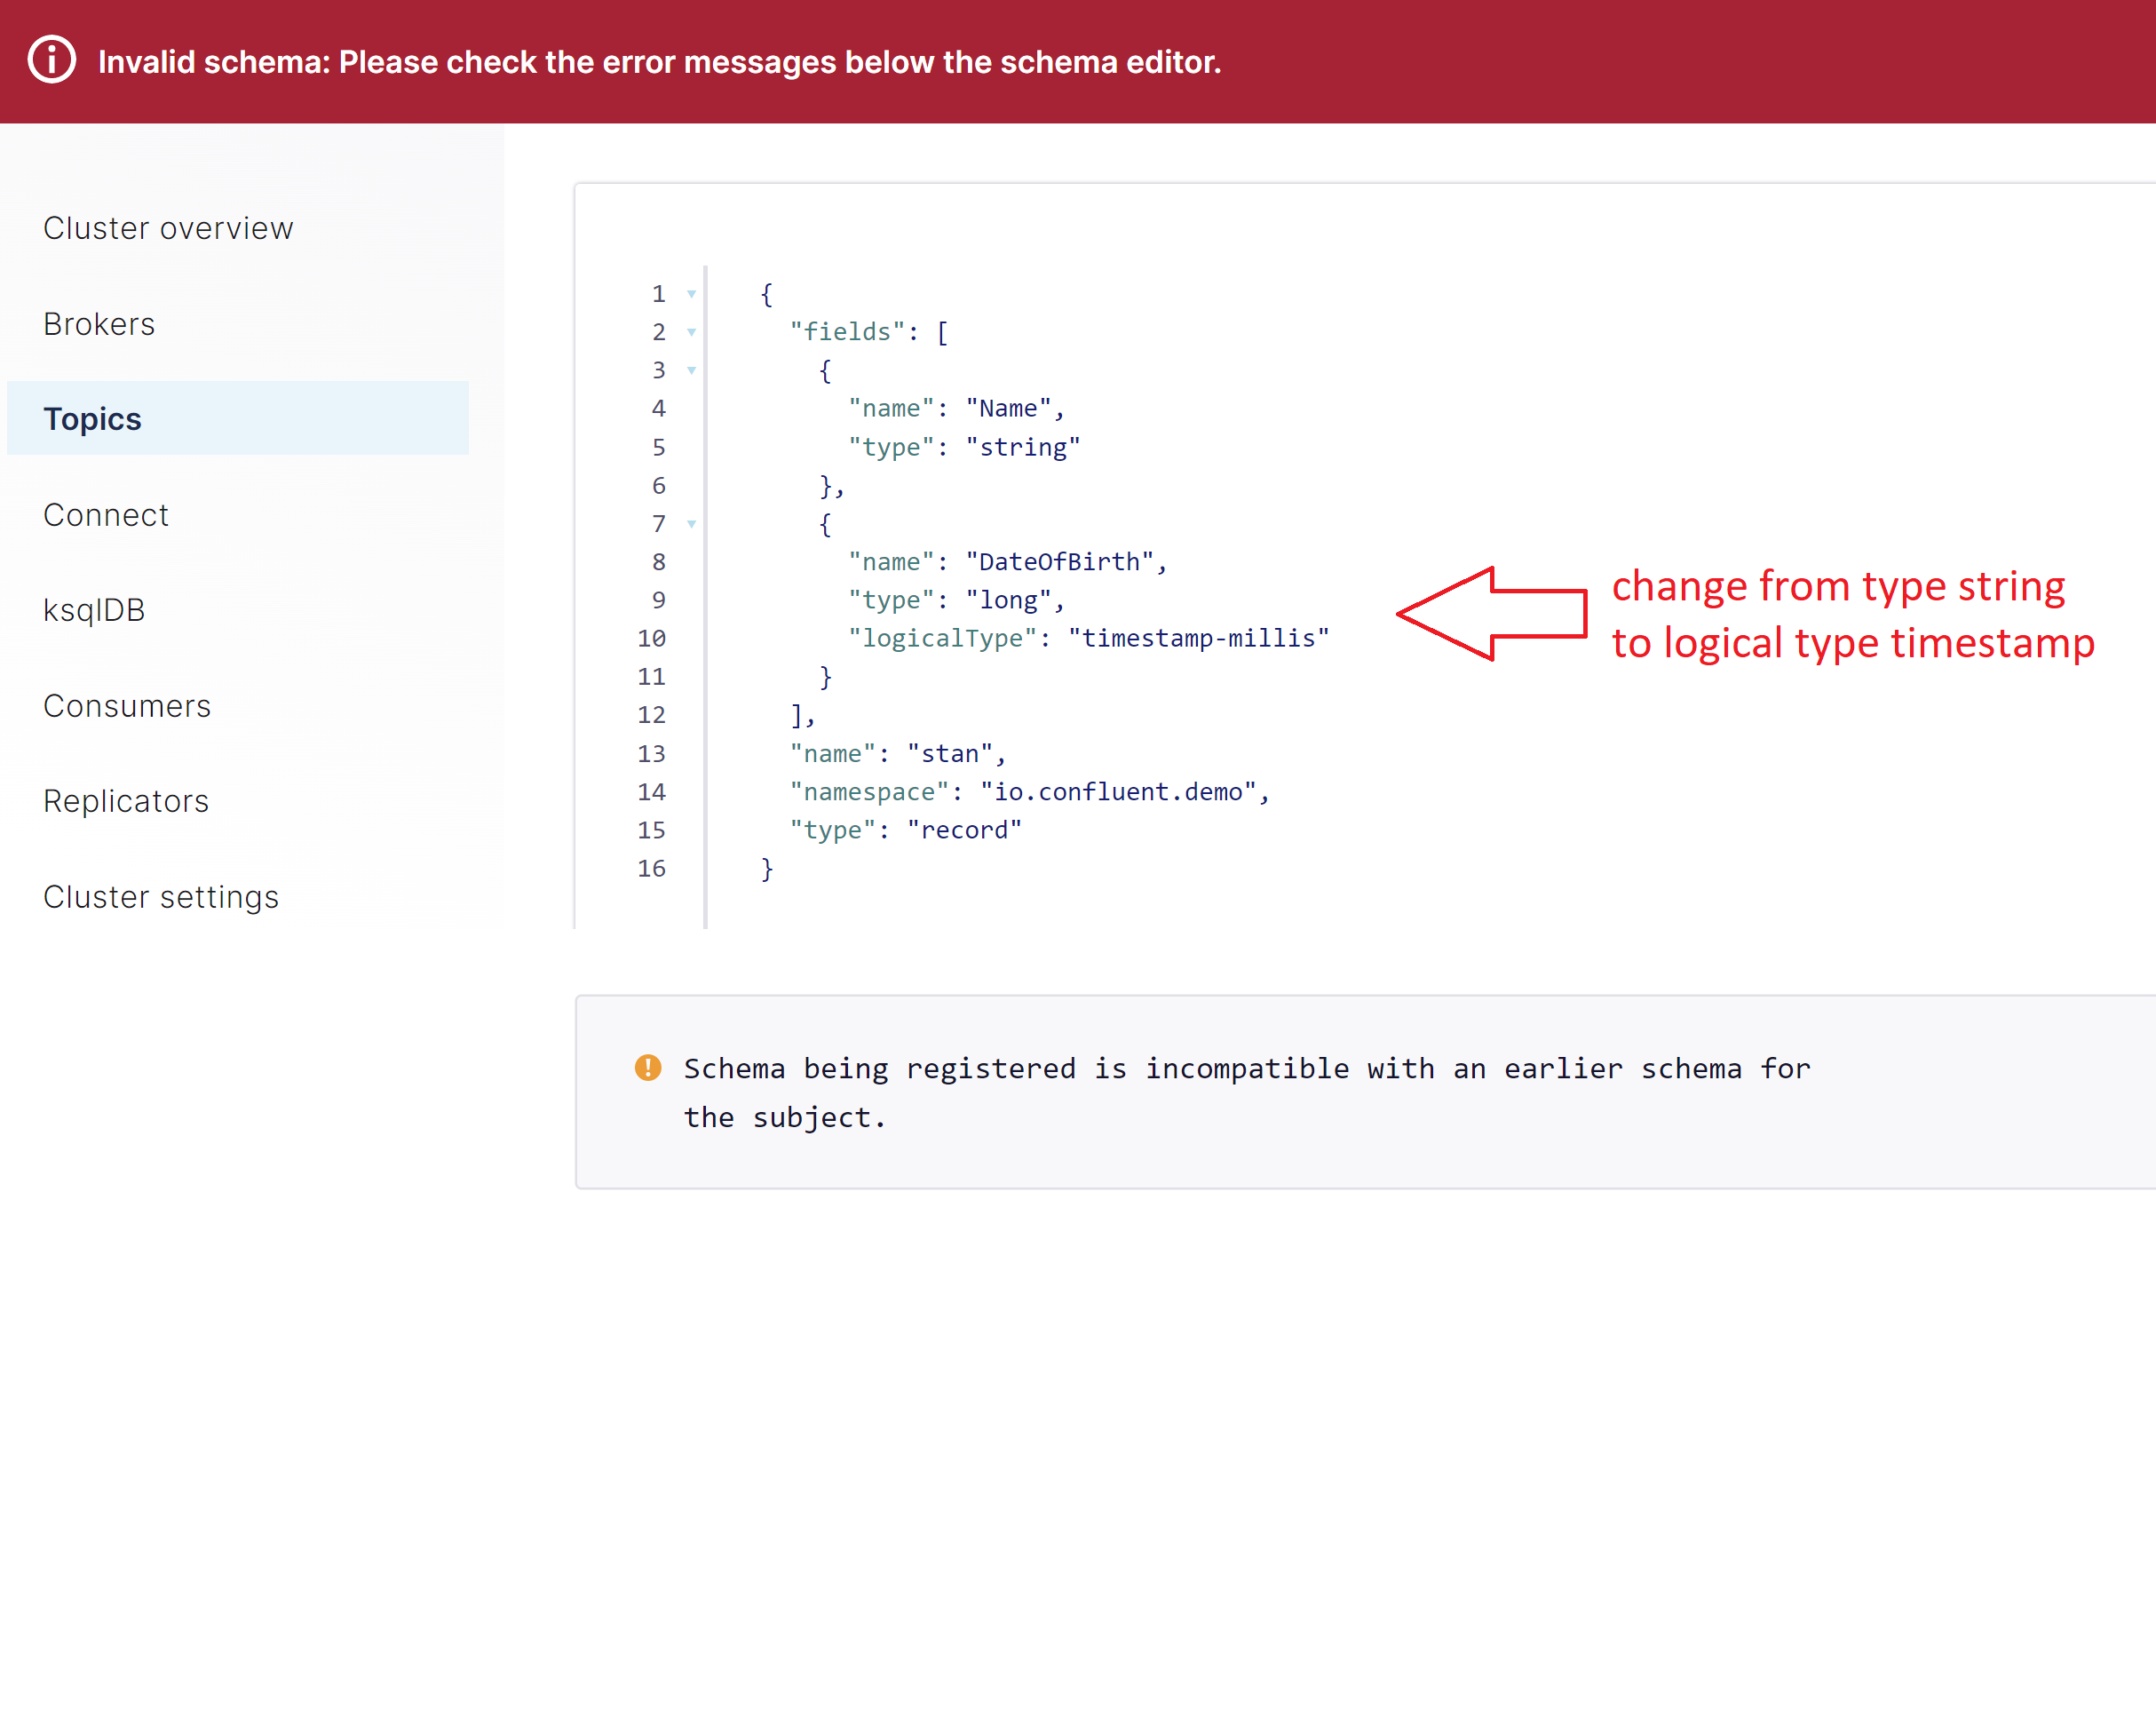 Invalid schema: Please check the error messages below the schema editor.
Cluster overview
Brokers
Topics
Connect
ksqlDB
Consumers
Replicators
Cluster settings
1 {
2 "fields": [
3 {
4 "name": "Name",
5 "type": "string"
6 },
7 {
8 "name": "DateOfBirth",
9 "type": "long",
10 "logicalType": "timestamp-millis"
11 }
12 ],
13 "name": "stan",
14 "namespace": "io.confluent.demo",
15 "type": "record"
16 }
change from type string
to logical type timestamp
Schema being registered is incompatible with an earlier schema for
the subject.